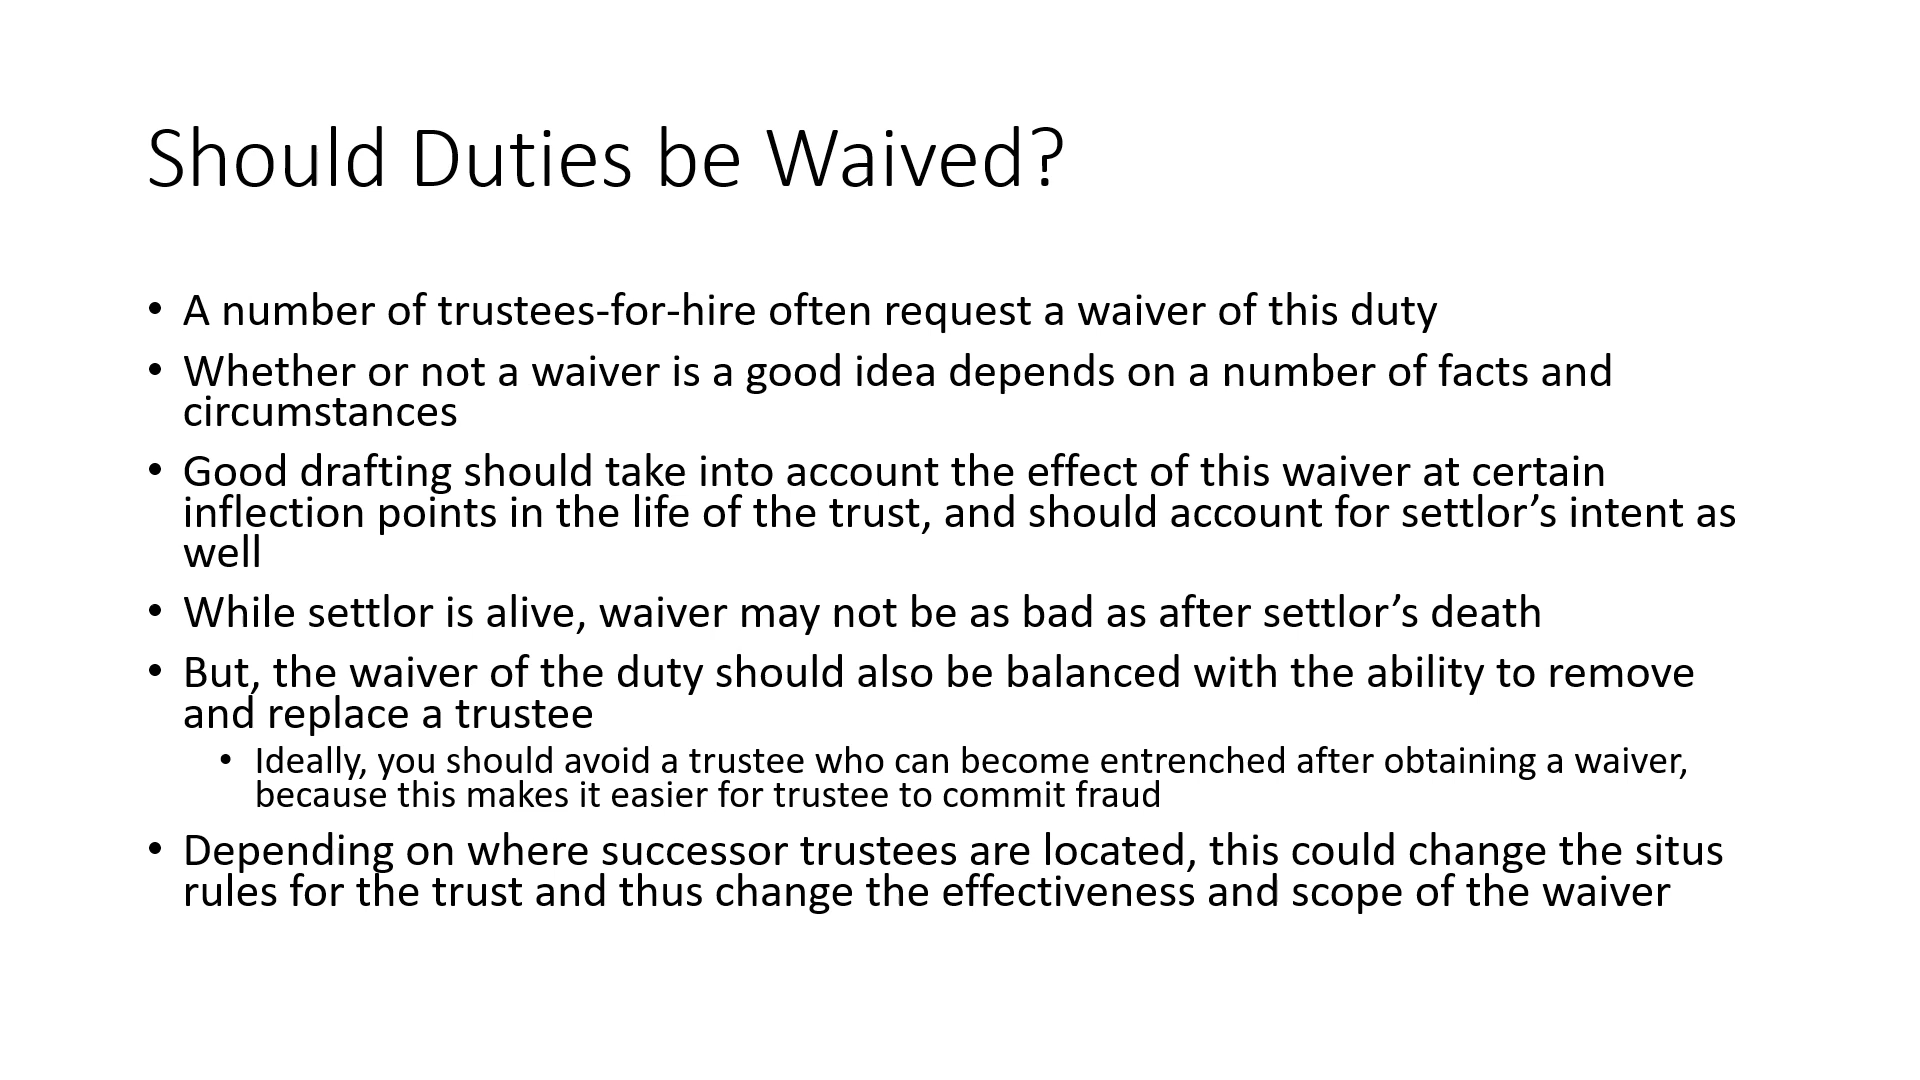 Should Duties be Waived?
• A number of trustees-for-hire often request a waiver of this duty
• Whether or not a waiver is a good idea depends on a number of facts and
circumstances
• Good drafting should take into account the effect of this waiver at certain
inflection points in the life of the trust, and should account for settlor’s intent as
well
• While settlor is alive, waiver may not be as bad as after settlor’s death
• But, the waiver of the duty should also be balanced with the ability to remove
and replace a trustee
• Ideally, you should avoid a trustee who can become entrenched after obtaining a waiver,
because this makes it easier for trustee to commit fraud
• Depending on where successor trustees are located, this could change the situs
rules for the trust and thus change the effectiveness and scope of the waiver